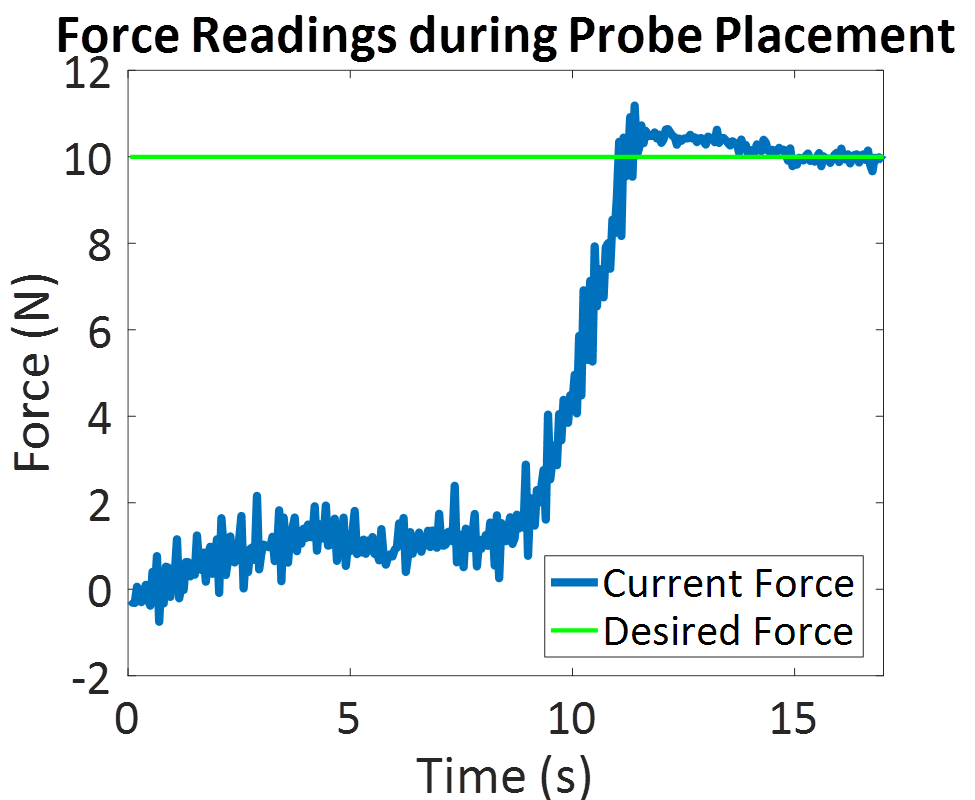 Force Readings during Probe Placement
12
10
8
6
4
2
0
-2
Force (N)
Current Force
Desired Force
0 5 10 15
Time (s)